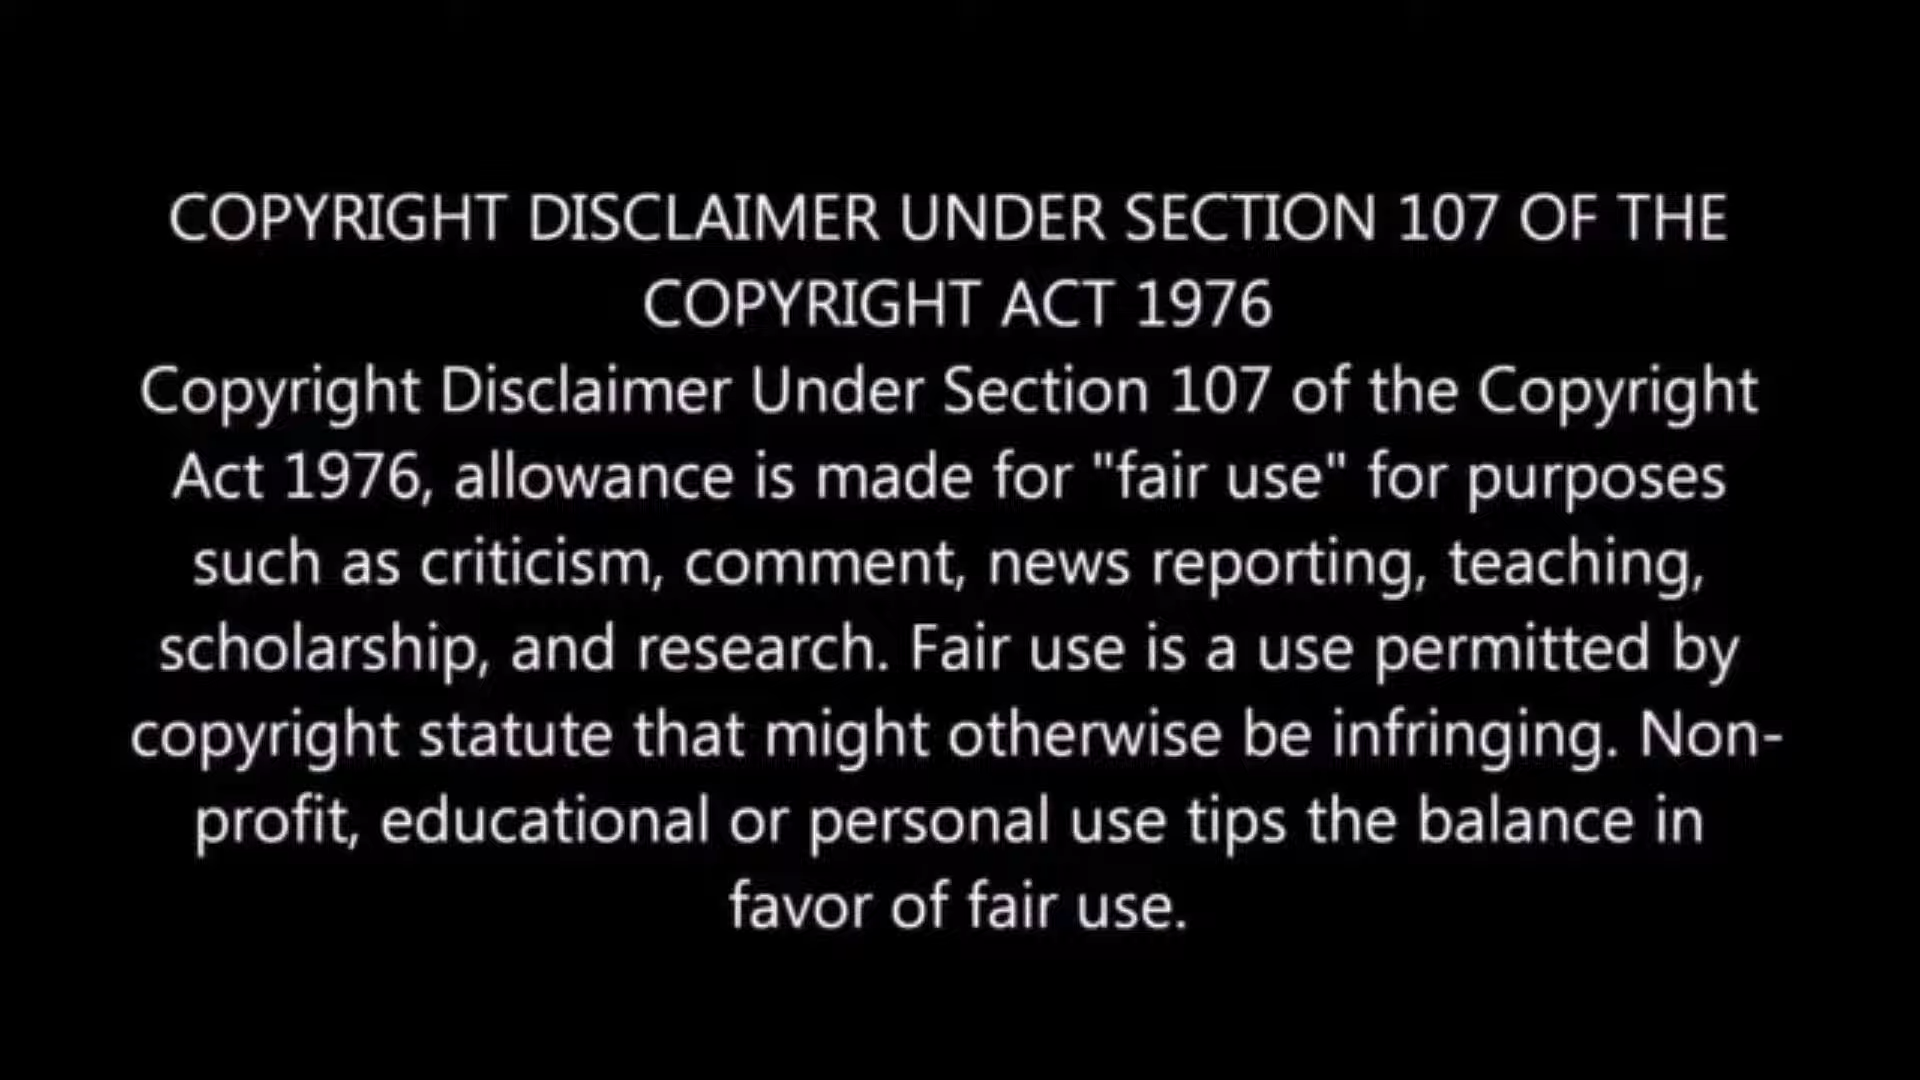 COPYRIGHT DISCLAIMER UNDER SECTION 107 OF THE
COPYRIGHT ACT 1976
Copyright Disclaimer Under Section 107 of the Copyright
Act 1976, allowance is made for "fair use" for purposes
such as criticism, comment, news reporting, teaching,
scholarship, and research. Fair use is a use permitted by
copyright statute that might otherwise be infringing. Non-
profit, educational or personal use tips the balance in
favor of fair use.